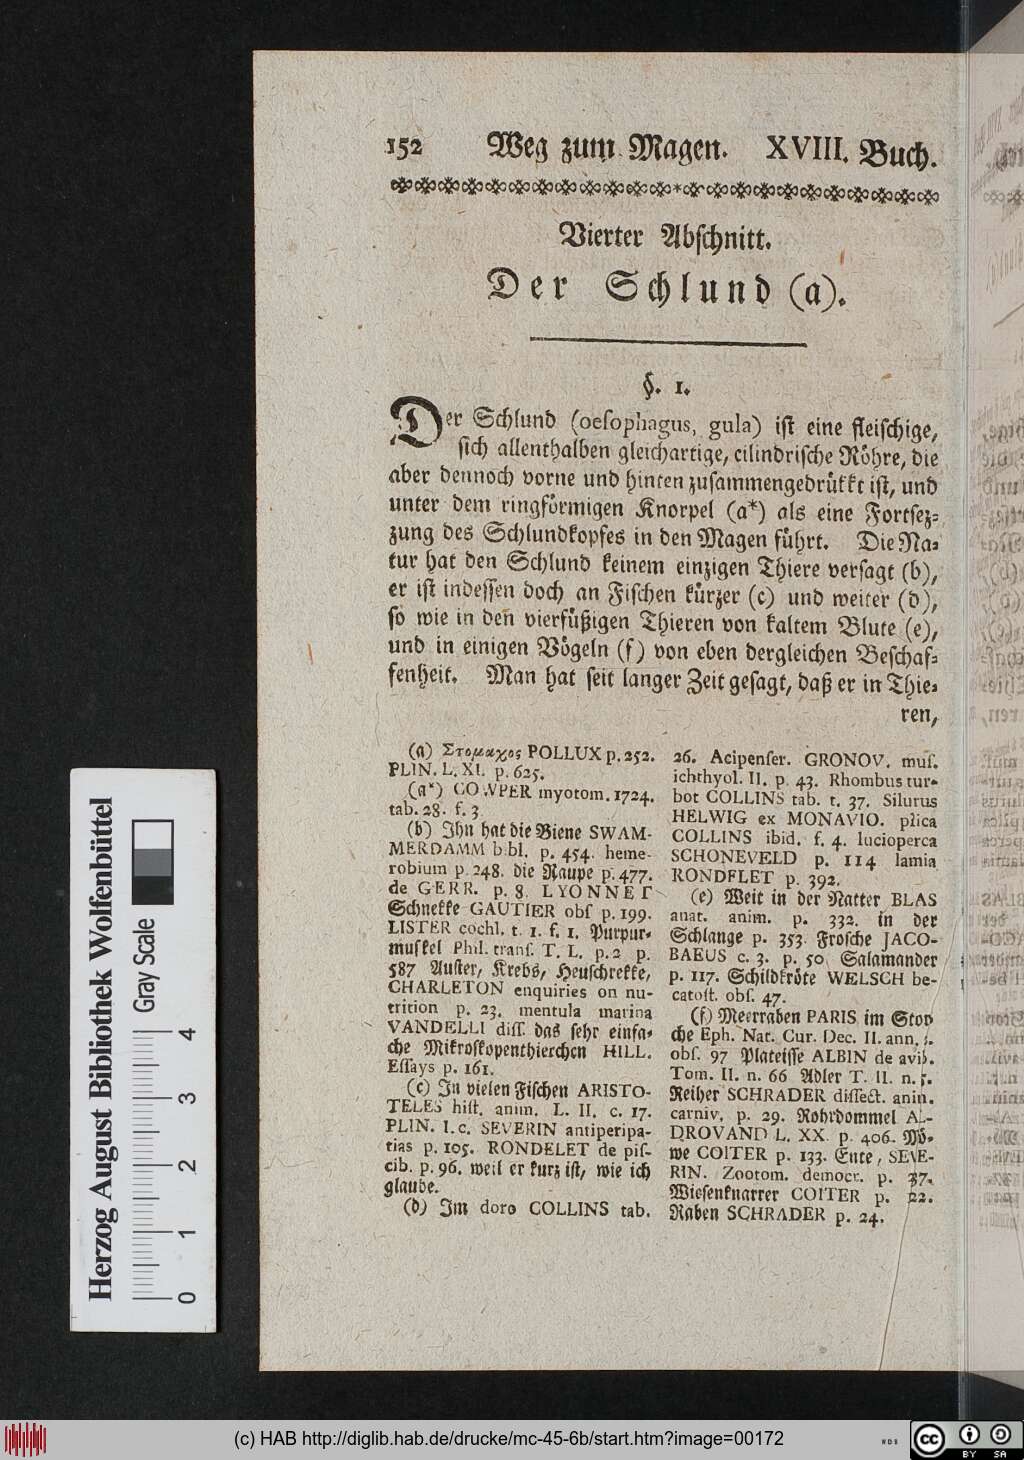 152 Weg zum Magen. XVIII. Buch.
Vierter Abschnitt.
Der Schlund (a).
§. 1.
Der Schlund (oesophagus, gula) ist eine fleischige,
sich allenthalben gleichartige, cilindrische Röhre, die
aber dennoch vorne und hinten zusammengedrükkt ist, und
unter dem ringförmigen Knorpel (a*) als eine Fortsez-
zung des Schlundkopfes in den Magen führt. Die Na-
tur hat den Schlund keinem einzigen Thiere versagt (b),
er ist indessen doch an Fischen kürzer (c) und weiter (d),
so wie in den vierfüßigen Thieren von kaltem Blute (e),
und in einigen Vögeln (f) von eben dergleichen Beschaf-
fenheit. Man hat seit langer Zeit gesagt, daß er in Thie-
ren,
(a) Στομαχος POLLUX p. 252.
PLIN. L. XI. p. 625.
(a*) COWPER myotom. 1724.
tab. 28. f. 3
(b) Ihn hat die Biene SWAM-
MERDAMM bibl. p. 454. heme-
robium p. 248. die Raupe p. 477.
de GERR. p. 8. LYONNET
Schnekke GAUTIER obs p. 199.
LISTER cochl. t. 1. f. 1. Purpur-
muskel Phil. trans. T. L. p. 2 p.
587 Auster, Krebs, Heuschrekke,
CHARLETON enquiries on nu-
trition p. 23. mentula marina
VANDELLI diss. das sehr einfa-
che Mikroskopenthierchen HILL.
Essays p. 161.
(c) In vielen Fischen ARISTO-
TELES hist. anim. L. II. c. 17.
PLIN. l. c. SEVERIN antiperipa-
tias p. 105. RONDELET de pis-
cib. p. 96. weil er kurz ist, wie ich
glaube.
(d) Im doro COLLINS tab.
26. Acipenser. GRONOV. mus.
ichthyol. II. p. 43. Rhombus tur-
bot COLLINS tab. t. 37. Silurus
HELWIG ex MONAVIO. plica
COLLINS ibid. f. 4. lucioperca
SCHONEVELD p. 114 lamia
RONDELET p. 392.
(e) Weit in der Natter BLAS
anat. anim. p. 332. in der
Schlange p. 353. Frosche JACO-
BAEUS c. 3. p. 50. Salamander
p. 117. Schildkröte WELSCH he-
catost. obs. 47.
(f) Meerraben PARIS im Stor
che Eph. Nat. Cur. Dec. II. ann.
obs. 97 Plateisse ALBIN de avib.
Tom. II. n. 66 Adler T. II. n.
Reiher SCHRADER dissect. anin.
carniv. p. 29. Rohrdommel AL-
DROVAND L. XX. p. 406. Mö-
we COITER p. 133. Ente, SEVE-
RIN. Zootom. democr. p. 37.
Wiesenknarrer COITER p. 22.
Raben SCHRADER p. 24.
Herzog August Bibliothek Wolfenbüttel
Gray Scale
0 1 2 3 4
(c) HAB http://diglib.hab.de/drucke/mc-45-6b/start.htm?image=00172
WDB
cc BY SA